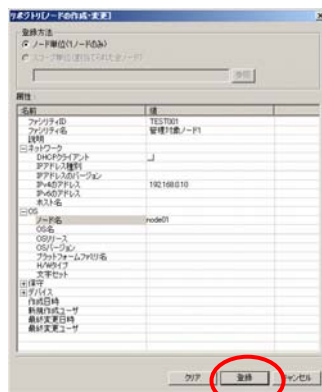 リポジトリ[ノードの作成・変更]
登録方法
ノード単位(1ノードのみ)
スコープ単位(割当てられた全ノード)
参照
属性:
名前 値
ファシリティID TEST001
ファシリティ名 管理対象ノード1
説明
ネットワーク
DHCPクライアント
IPアドレス種別
IPアドレスのバージョン
IPv4のアドレス 192.168.0.10
IPv6のアドレス
ホスト名
OS
ノード名 node01
OS名
OSリリース
OSバージョン
プラットフォームファミリ名
H/Wタイプ
文字セット
保守
デバイス
作成日時
新規作成ユーザ
最終変更日時
最終変更ユーザ
クリア 登録 キャンセル